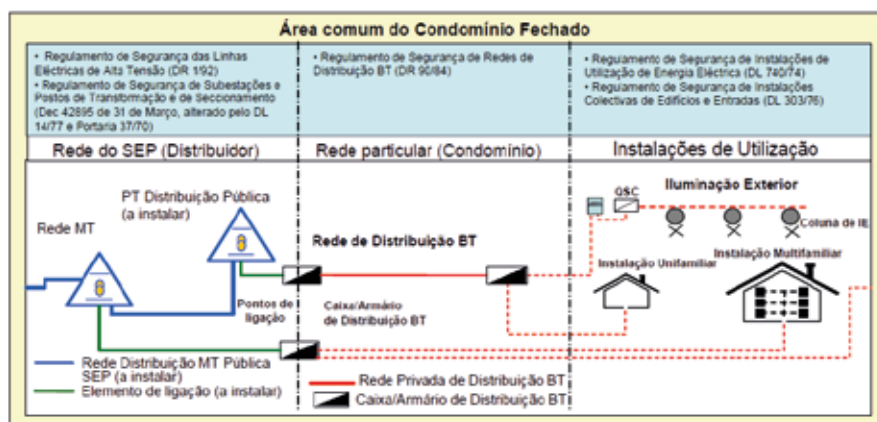 Área comum do Condomínio Fechado
• Regulamento de Segurança das Linhas
Eléctricas de Alta Tensão (DR 1/92)
• Regulamento de Segurança de Subestações e
Postos de Transformação e de Seccionamento
(Dec 42895 de 31 de Março, alterado pelo DL
14/77 e Portaria 37/70)
• Regulamento de Segurança de Redes de
Distribuição BT (DR 90/84)
• Regulamento de Segurança de Instalações de
Utilização de Energia Eléctrica (DL 740/74)
• Regulamento de Segurança de Instalações
Colectivas de Edifícios e Entradas (DL 303/76)
Rede do SEP (Distribuidor)
Rede particular (Condomínio)
Instalações de Utilização
PT Distribuição Pública
(a instalar)
Rede MT
Rede de Distribuição BT
QSC
Iluminação Exterior
Coluna de IE
Instalação Unifamiliar
Instalação Multifamiliar
Pontos de
ligação
Caixa/Armário
de Distribuição BT
Rede Distribuição MT Pública
SEP (a instalar)
Elemento de ligação (a instalar)
Rede Privada de Distribuição BT
Caixa/Armário de Distribuição BT